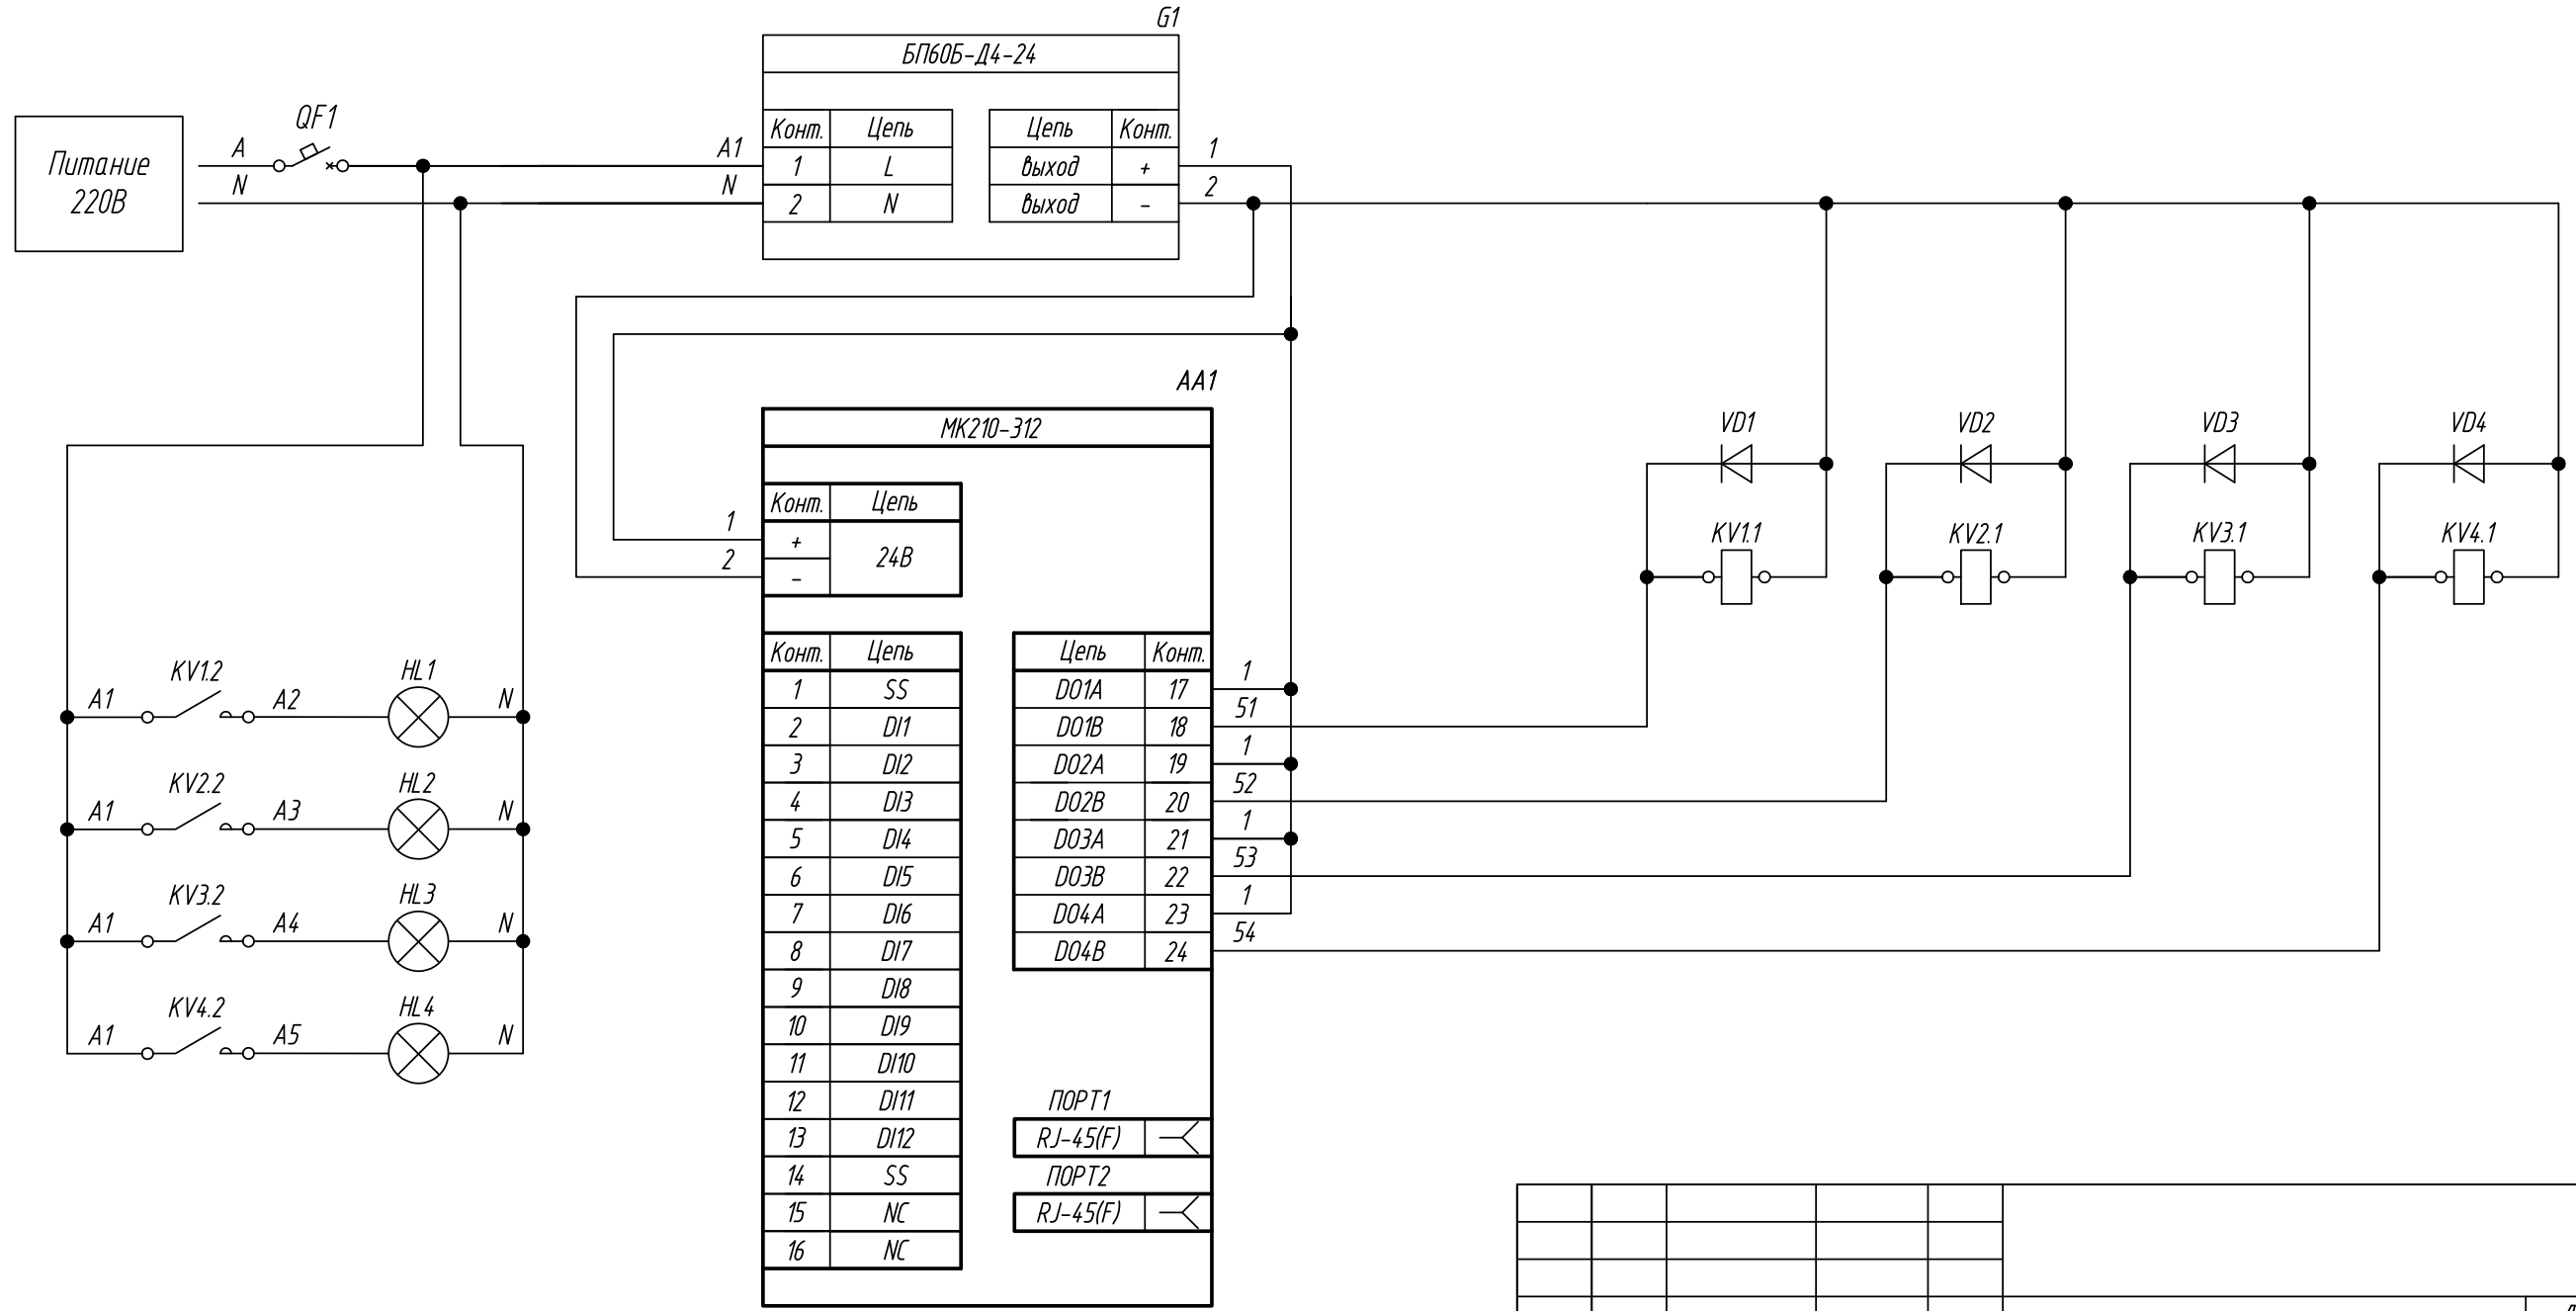 G1
БП60Б-Д4-24
Питание
220В
QF1
A
N
A1
N
Конт. Цепь
1 L
2 N
Цепь Конт.
выход +
выход -
1
2
AA1
МК210-312
Конт. Цепь
+ 24В
-
1
2
VD1 VD2 VD3 VD4
KV1.1 KV2.1 KV3.1 KV4.1
A1 KV1.2 A2 HL1 N
A1 KV2.2 A3 HL2 N
A1 KV3.2 A4 HL3 N
A1 KV4.2 A5 HL4 N
Конт. Цепь
1 SS
2 DI1
3 DI2
4 DI3
5 DI4
6 DI5
7 DI6
8 DI7
9 DI8
10 DI9
11 DI10
12 DI11
13 DI12
14 SS
15 NC
16 NC
Цепь Конт.
DO1A 17 1
DO1B 18 51
DO2A 19 1
DO2B 20 52
DO3A 21 1
DO3B 22 53
DO4A 23 1
DO4B 24 54
ПОРТ1
RJ-45(F)
ПОРТ2
RJ-45(F)